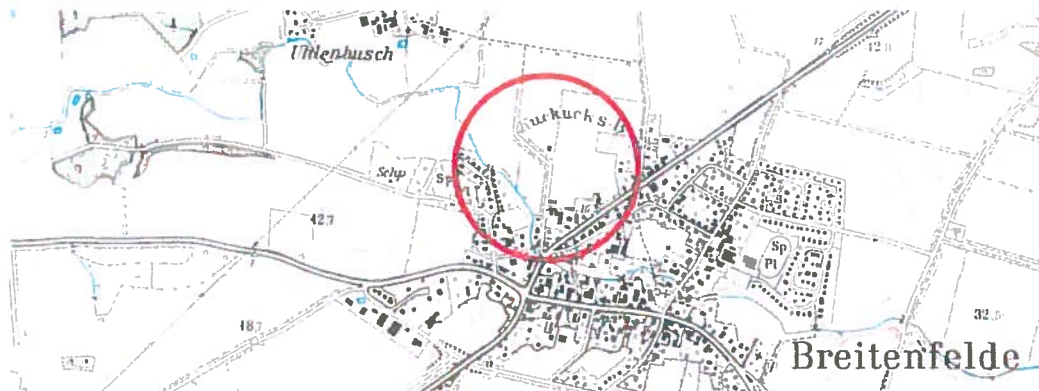 Uhlenbusch
Schp
Sp
42,7
Sp
Pl
48,7
32,5
Breitenfelde